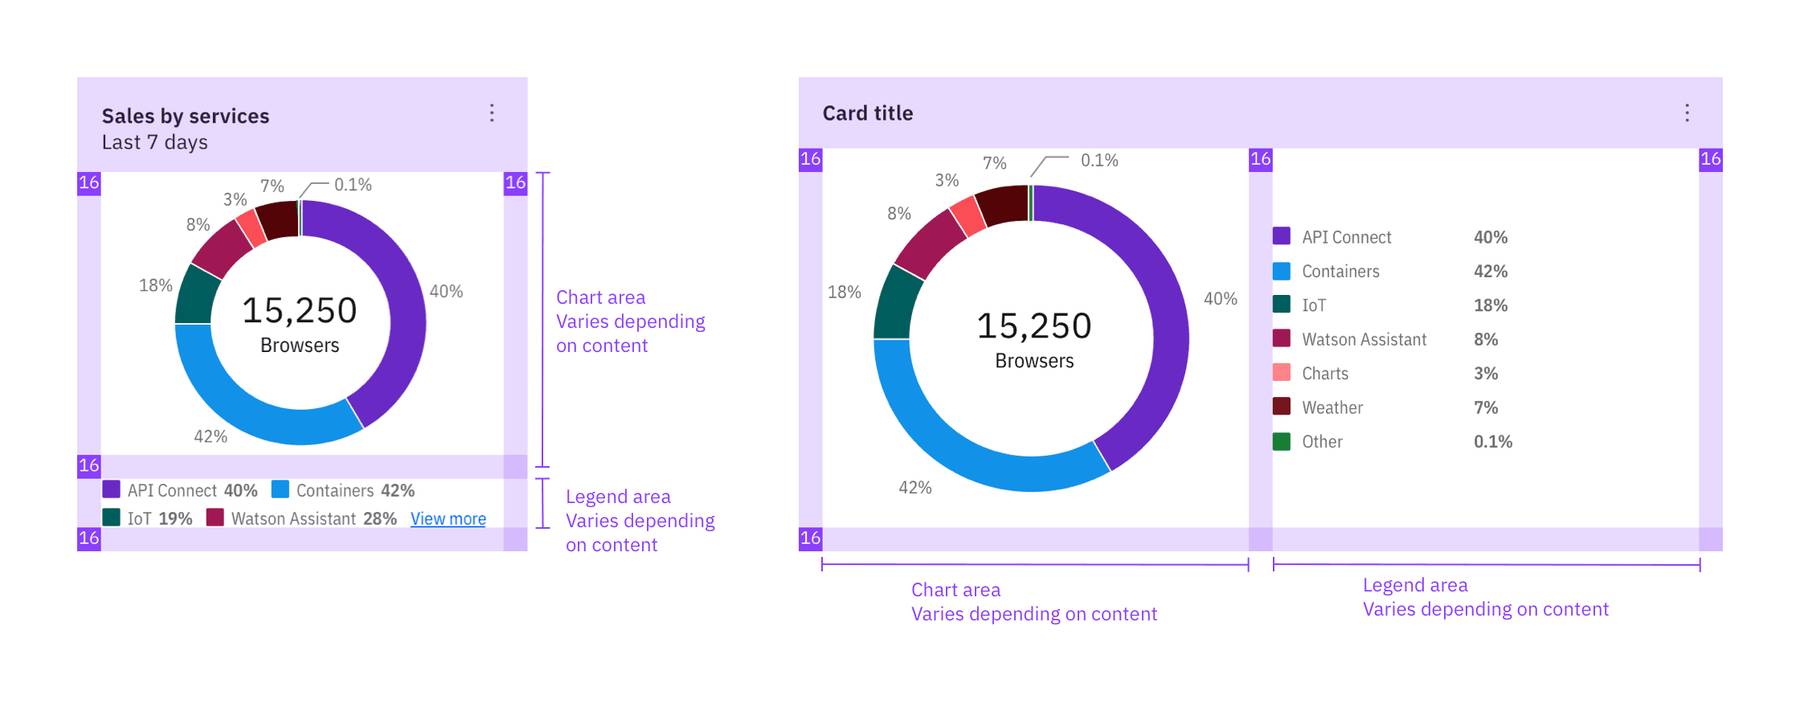 Sales by services
Last 7 days
16
16
7%
0.1%
3%
8%
18%
40%
15,250
Browsers
42%
Chart area
Varies depending
on content
16
API Connect 40% Containers 42%
IoT 19% Watson Assistant 28% View more
16
Legend area
Varies depending
on content
Card title
16
16
16
7%
0.1%
3%
8%
18%
40%
15,250
Browsers
42%
API Connect 40%
Containers 42%
IoT 18%
Watson Assistant 8%
Charts 3%
Weather 7%
Other 0.1%
16
Chart area
Varies depending on content
Legend area
Varies depending on content